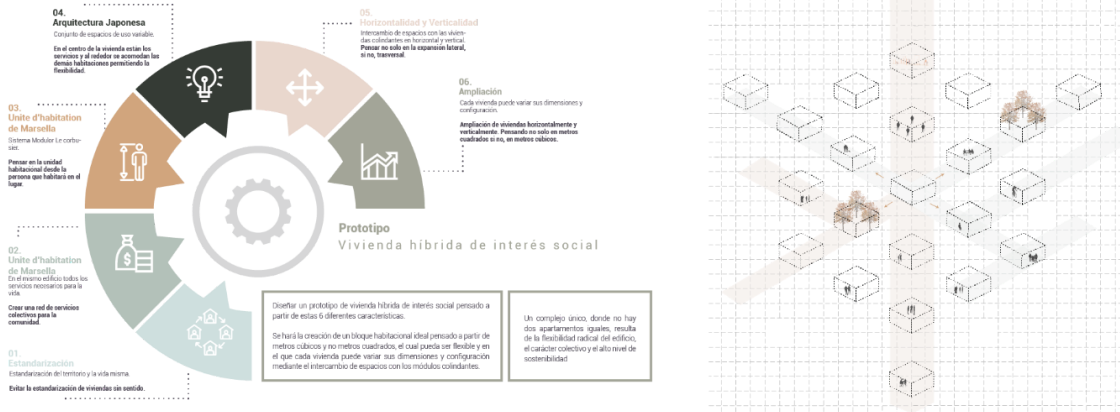 04.
Arquitectura Japonesa
Conjunto de espacios de uso variable.
En el centro de la vivienda están los
servicios y al rededor se acomodan las
demás habitaciones permitiendo la
flexibilidad.
05.
Horizontalidad y Verticalidad
Intercambio de espacios con las vivien-
das colindantes en horizontal y vertical.
Pensar no solo en la expansión lateral,
si no, tranversal.
06.
Ampliación
Cada vivienda puede variar sus dimensiones y
configuración.
Ampliación de viviendas horizontalmente y
verticalmente. Pensando no solo en metros
cuadrados si no, en metros cúbicos.
03.
Unite d'habitation
de Marsella
Sistema Moduler Le corbu-
sier.
Pensar en la unidad
habitacional desde la
persona que habitará en el
lugar.
02.
Unite d'habitation
de Marsella
En el mismo edificio todos los
servicios necesarios para la
vida.
Crear una red de servicios
colectivos para la
comunidad.
01.
Estandarización
Estandarización del territorio y la vida misma.
Evitar la estandarización de viviendas sin sentido.
Prototipo
Vivienda híbrida de interés social
Diseñar un prototipo de vivienda híbrida de interés social pensado a
partir de estas 6 diferentes características.
Se hará la creación de un bloque habitacional ideal pensado a partir de
metros cúbicos y no metros cuadrados, el cual pueda ser flexible y en
el que cada vivienda puede variar sus dimensiones y configuración
mediante el intercambio de espacios con los módulos colindantes.
Un complejo único, donde no hay
dos apartamentos iguales, resulta
de la flexibilidad radical del edificio,
el carácter colectivo y el alto nivel de
sostenibilidad